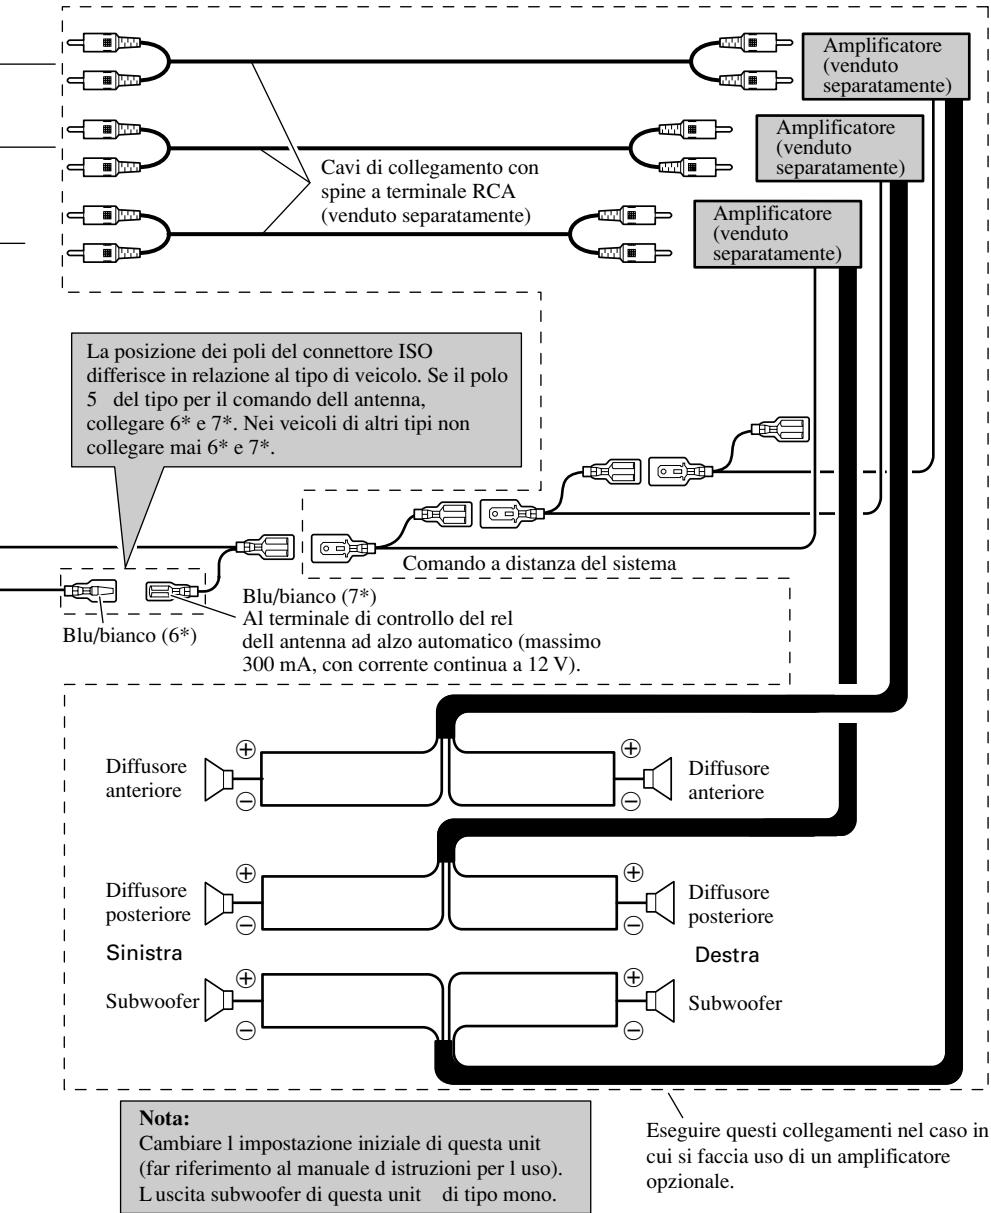 Amplificatore
(venduto
separatamente)
Amplificatore
(venduto
separatamente)
Cavi di collegamento con
spine a terminale RCA
(venduto separatamente)
Amplificatore
(venduto
separatamente)
La posizione dei poli del connettore ISO
differisce in relazione al tipo di veicolo. Se il polo
5 del tipo per il comando dell antenna,
collegare 6* e 7*. Nei veicoli di altri tipi non
collegare mai 6* e 7*.
Comando a distanza del sistema
Blu/bianco (6*)
Blu/bianco (7*)
Al terminale di controllo del rel
dell antenna ad alzo automatico (massimo
300 mA, con corrente continua a 12 V).
Diffusore
anteriore
+
−
+
−
Diffusore
anteriore
Diffusore
posteriore
+
−
+
−
Diffusore
posteriore
Sinistra
Destra
Subwoofer
+
−
+
−
Subwoofer
Nota:
Cambiare l impostazione iniziale di questa unit
(far riferimento al manuale d istruzioni per l uso).
L uscita subwoofer di questa unit di tipo mono.
Eseguire questi collegamenti nel caso in
cui si faccia uso di un amplificatore
opzionale.